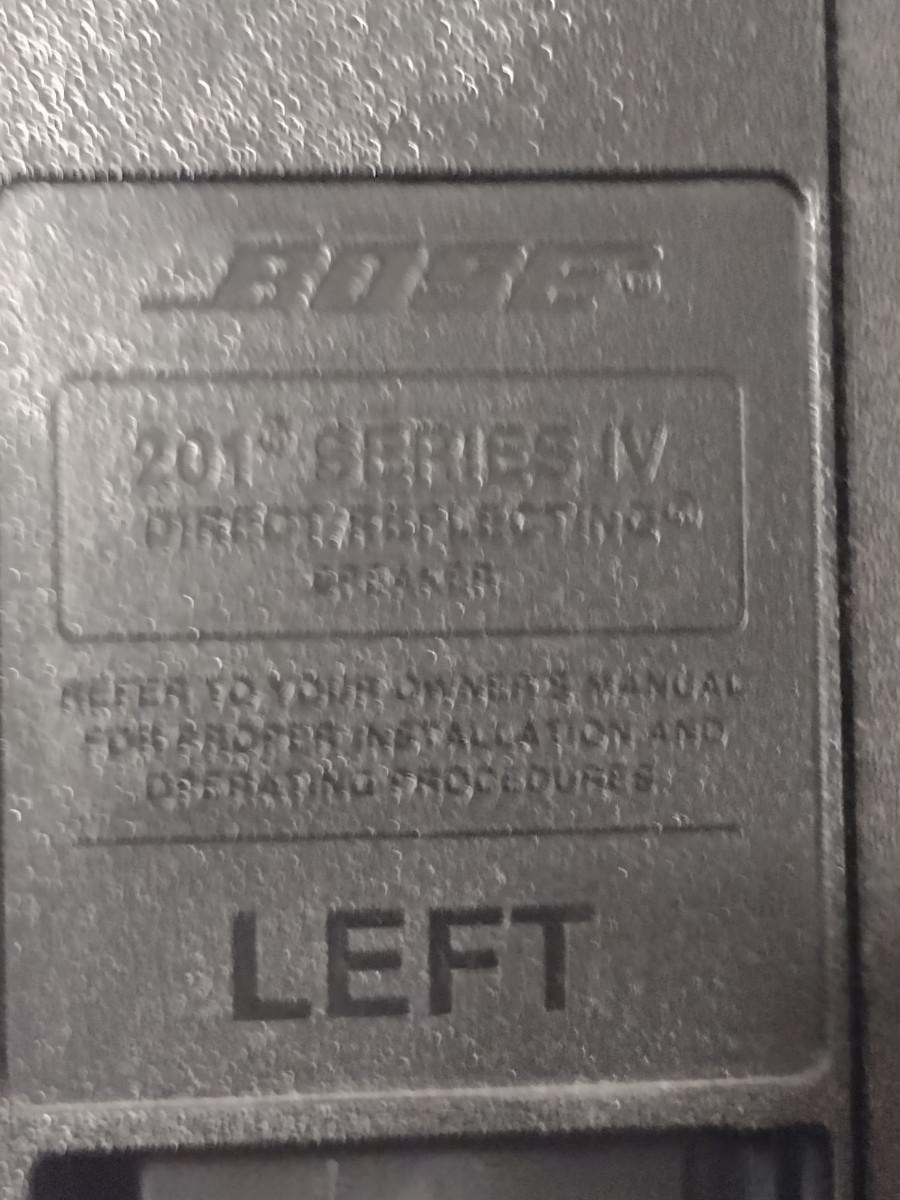 BOSE®
201® SERIES IV
DIRECT/REFLECTING®
SPEAKER
REFER TO YOUR OWNER'S MANUAL
FOR PROPER INSTALLATION AND
OPERATING PROCEDURES.
LEFT